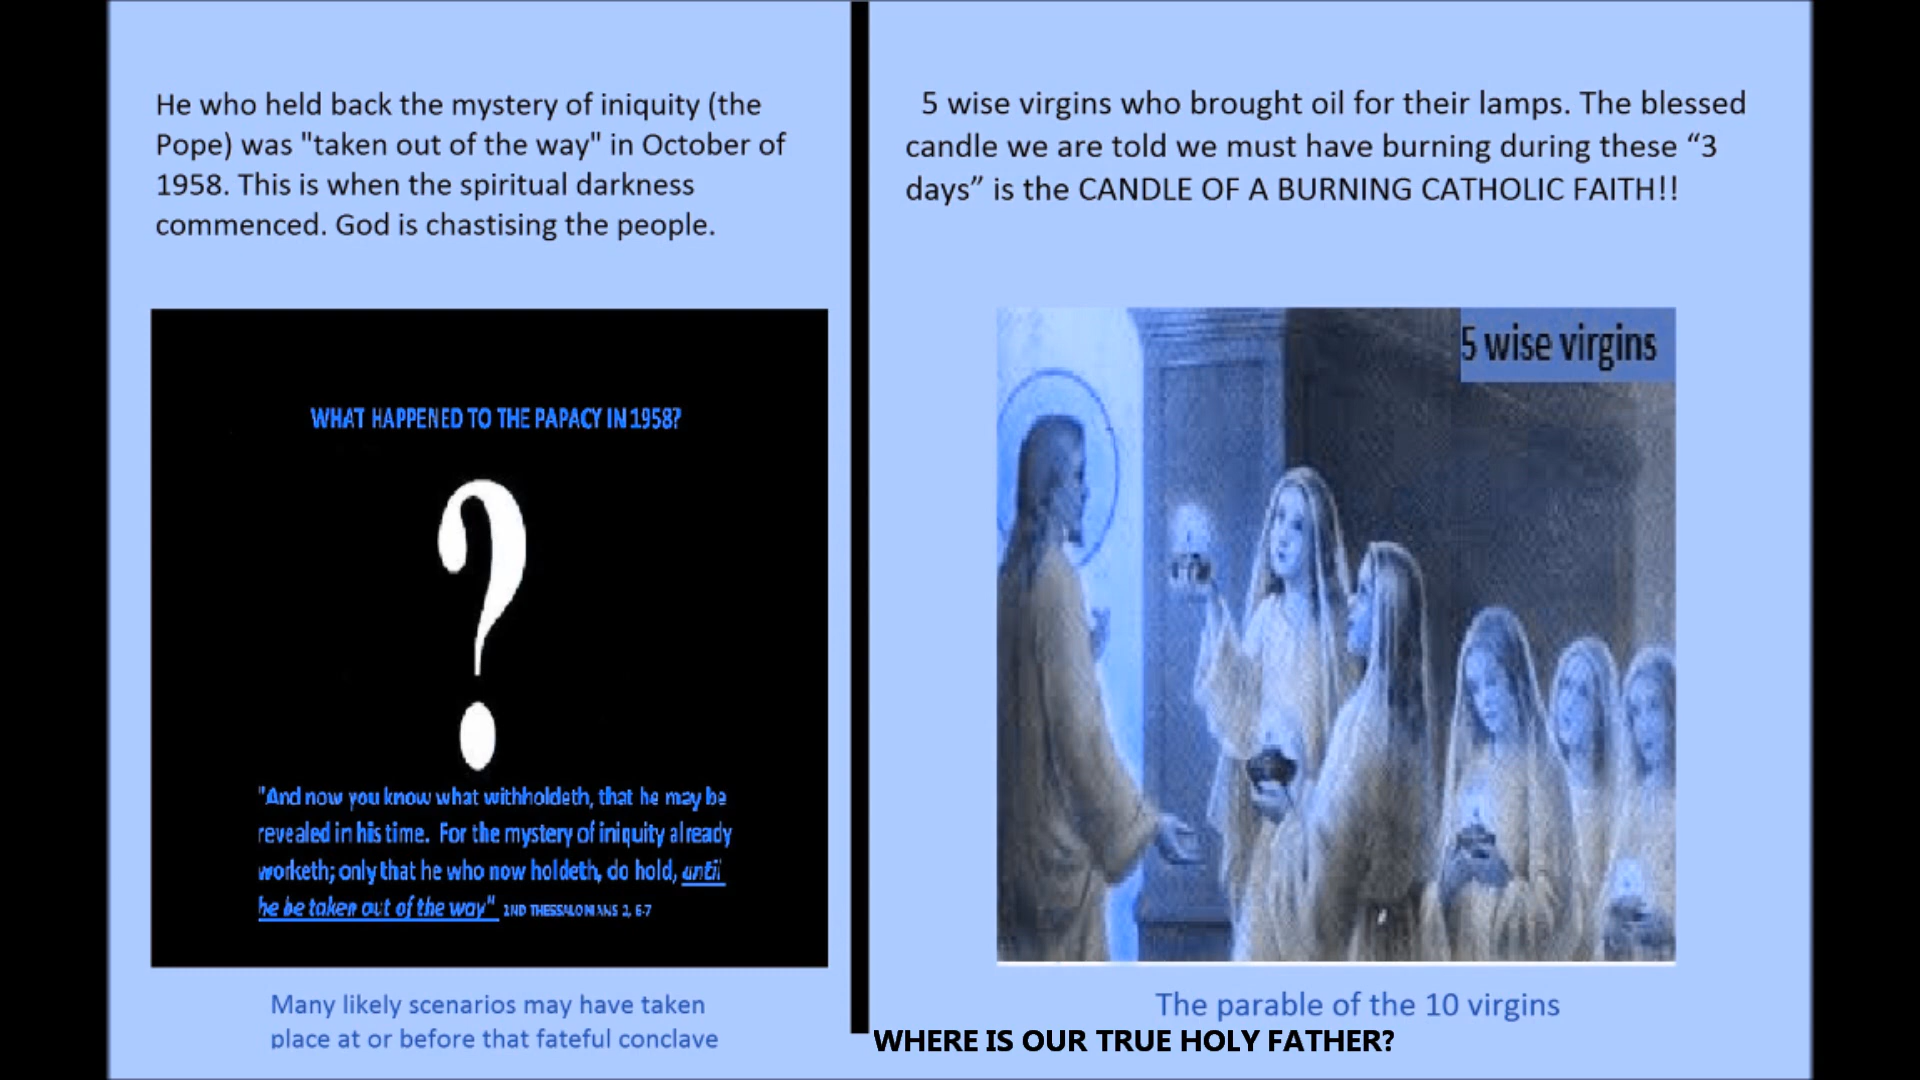 He who held back the mystery of iniquity (the
Pope) was "taken out of the way" in October of
1958. This is when the spiritual darkness
commenced. God is chastising the people.
WHAT HAPPENED TO THE PAPACY IN 1958?
?
"And now you know what withholdeth, that he may be
revealed in his time. For the mystery of iniquity already
worketh; only that he who now holdeth, do hold, until
he be taken out of the way" 2ND THESSALONIANS 2, 6-7
Many likely scenarios may have taken
place at or before that fateful conclave
5 wise virgins who brought oil for their lamps. The blessed
candle we are told we must have burning during these “3
days” is the CANDLE OF A BURNING CATHOLIC FAITH!!
5 wise virgins
The parable of the 10 virgins
WHERE IS OUR TRUE HOLY FATHER?